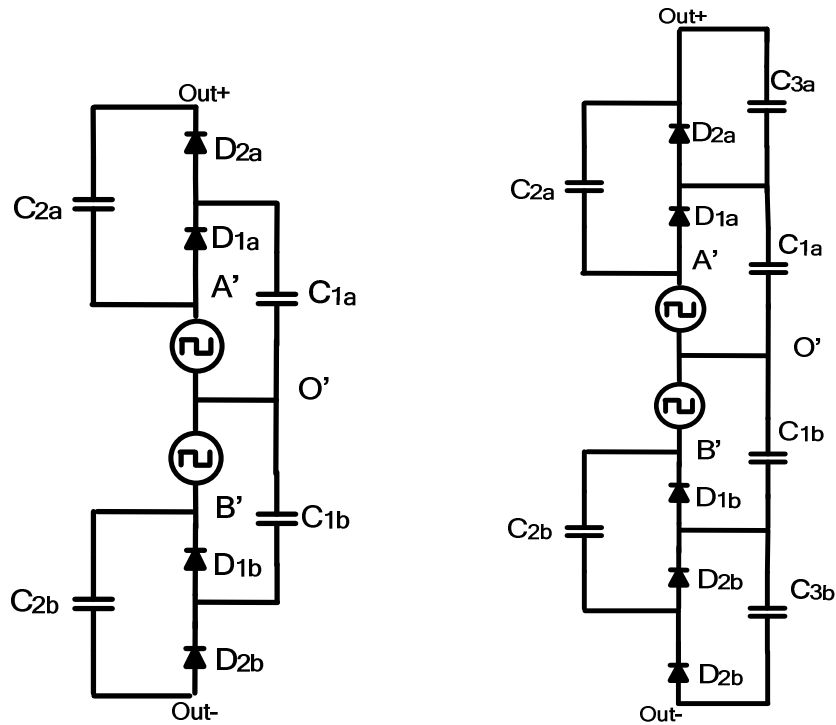 Out+
D2a
C2a
D1a
A’
C1a
O’
B’
C1b
D1b
C2b
D2b
Out-
Out+
C3a
D2a
C2a
D1a
A’
C1a
O’
C1b
B’
D1b
C2b
D2b
C3b
D2b
Out-